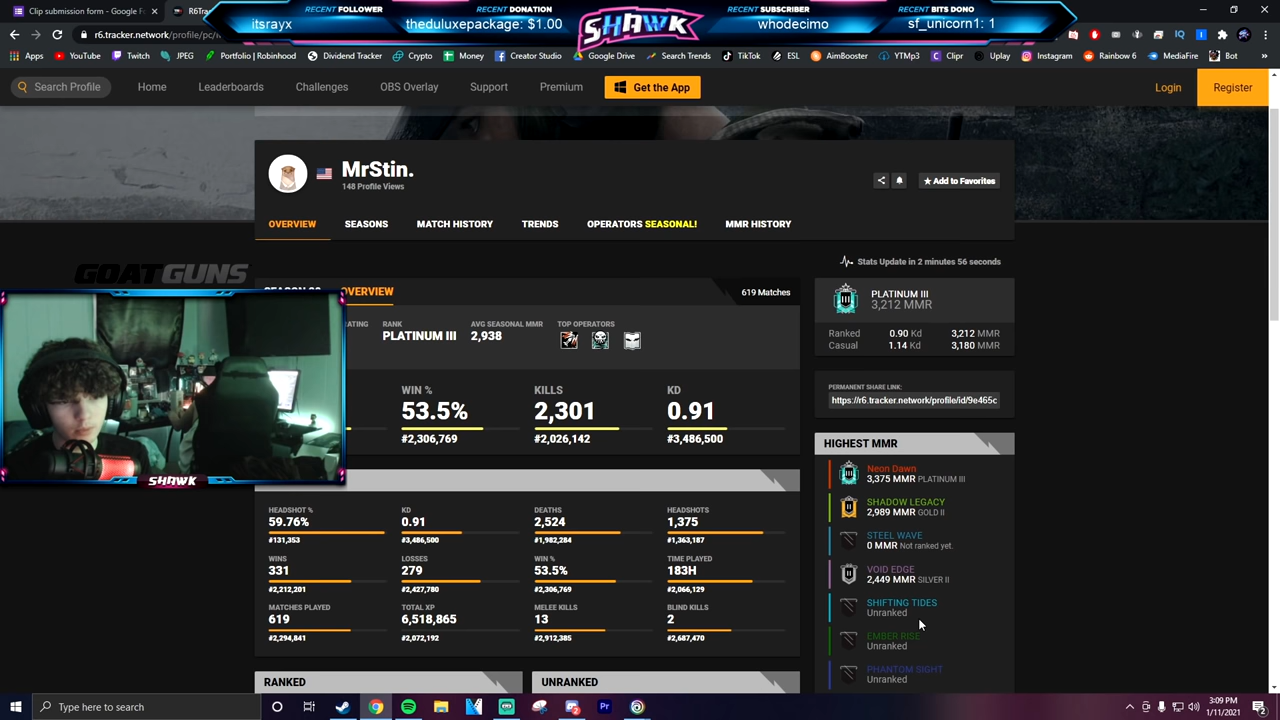 Clip submission form - Google F
R6Trac
RECENT FOLLOWER
itsrayx
RECENT DONATION
theduluxepackage: $1.00
SHAWK
RECENT SUBSCRIBER
whodecimo
RECENT BITS DONO
sf_unicorn1: 1
r6.tracker.network/profile/pc/
Apps
YouTube
Twitch
JPEG
Portfolio | Robinhood
Dividend Tracker
Crypto
Money
Creator Studio
Google Drive
Search Trends
TikTok
ESL
AimBooster
YTMp3
Clipr
Uplay
Instagram
Rainbow 6
MediaFire
Bot
»
Search Profile
Home
Leaderboards
Challenges
OBS Overlay
Support
Premium
Get the App
Login
Register
MrStin.
148 Profile Views
Add to Favorites
OVERVIEW
SEASONS
MATCH HISTORY
TRENDS
OPERATORS SEASONAL!
MMR HISTORY
Stats Update in 2 minutes 56 seconds
GOATGUNS
OVERVIEW
619 Matches
ATING
RANK
PLATINUM III
AVG SEASONAL MMR
2,938
TOP OPERATORS
WIN %
53.5%
#2,306,769
KILLS
2,301
#2,026,142
KD
0.91
#3,486,500
PLATINUM III
3,212 MMR
Ranked 0.90 Kd 3,212 MMR
Casual 1.14 Kd 3,180 MMR
PERMANENT SHARE LINK:
https://r6.tracker.network/profile/id/9e465c
HIGHEST MMR
Neon Dawn
3,375 MMR PLATINUM III
SHADOW LEGACY
2,989 MMR GOLD II
STEEL WAVE
0 MMR Not ranked yet.
VOID EDGE
2,449 MMR SILVER II
SHIFTING TIDES
Unranked
EMBER RISE
Unranked
PHANTOM SIGHT
Unranked
SHAWK
HEADSHOT %
59.76%
#131,353
KD
0.91
#3,486,500
DEATHS
2,524
#1,982,284
HEADSHOTS
1,375
#1,363,187
WINS
331
#2,212,201
LOSSES
279
#2,427,780
WIN %
53.5%
#2,306,769
TIME PLAYED
183H
#2,066,129
MATCHES PLAYED
619
#2,294,841
TOTAL XP
6,518,865
#2,072,192
MELEE KILLS
13
#2,912,385
BLIND KILLS
2
#2,687,470
RANKED
UNRANKED
Type here to search
3:09 PM
1/11/2021
2